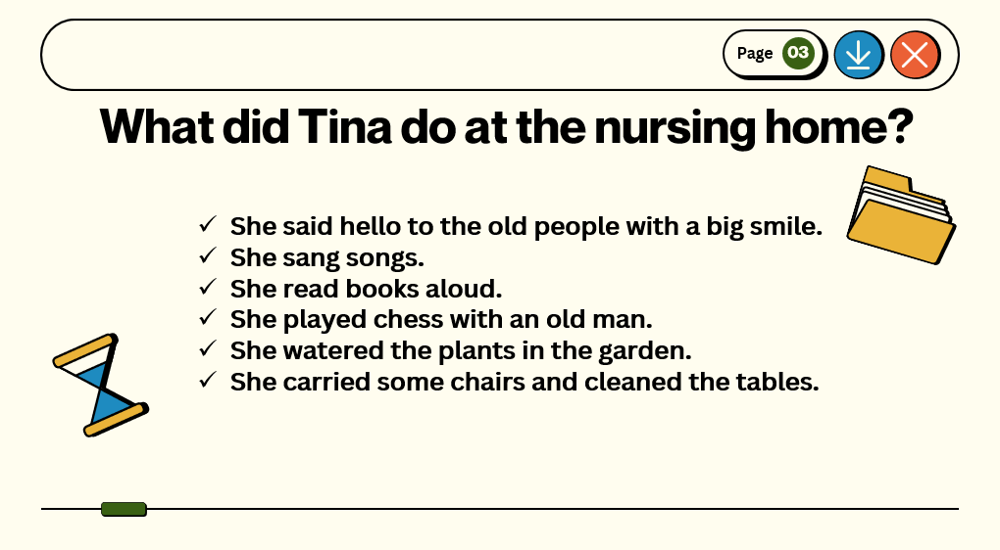 Page 03
What did Tina do at the nursing home?
✓ She said hello to the old people with a big smile.
✓ She sang songs.
✓ She read books aloud.
✓ She played chess with an old man.
✓ She watered the plants in the garden.
✓ She carried some chairs and cleaned the tables.